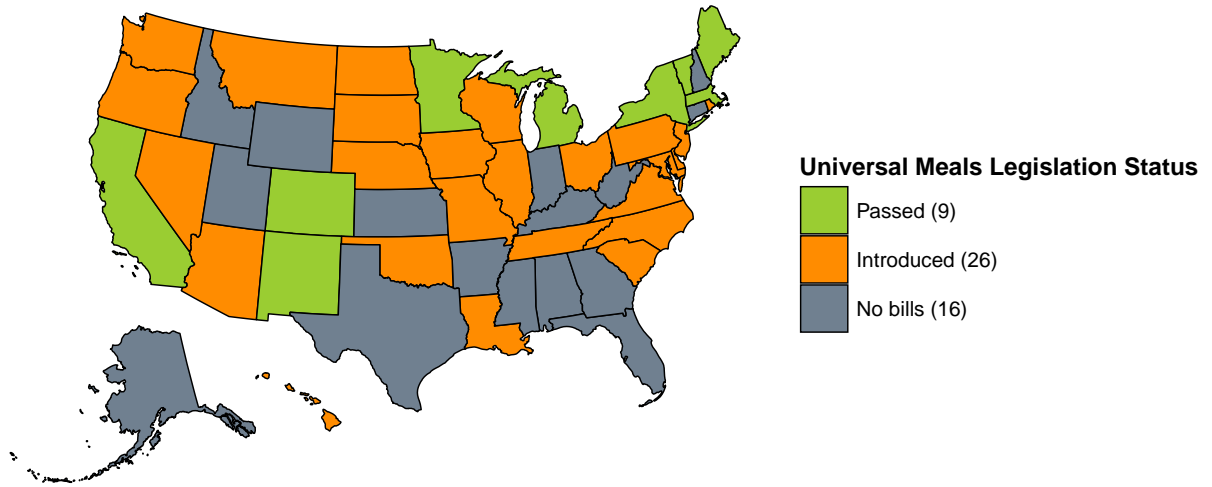 Universal Meals Legislation Status
Passed (9)
Introduced (26)
No bills (16)